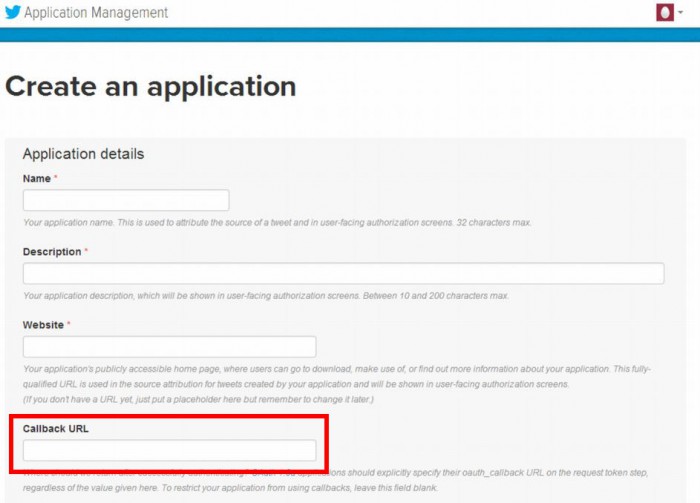 Application Management
Create an application
Application details
Name *
Your application name. This is used to attribute the source of a tweet and in user-facing authorization screens. 32 characters max.
Description *
Your application description, which will be shown in user-facing authorization screens. Between 10 and 200 characters max.
Website *
Your application's publicly accessible home page, where users can go to download, make use of, or find out more information about your application. This fully-
qualified URL is used in the source attribution for tweets created by your application and will be shown in user-facing authorization screens.
(If you don't have a URL yet, just put a placeholder here but remember to change it later.)
Callback URL
should explicitly specify their oauth_callback URL on the request token step,
regardless of the value given here. To restrict your application from using callbacks, leave this field blank.